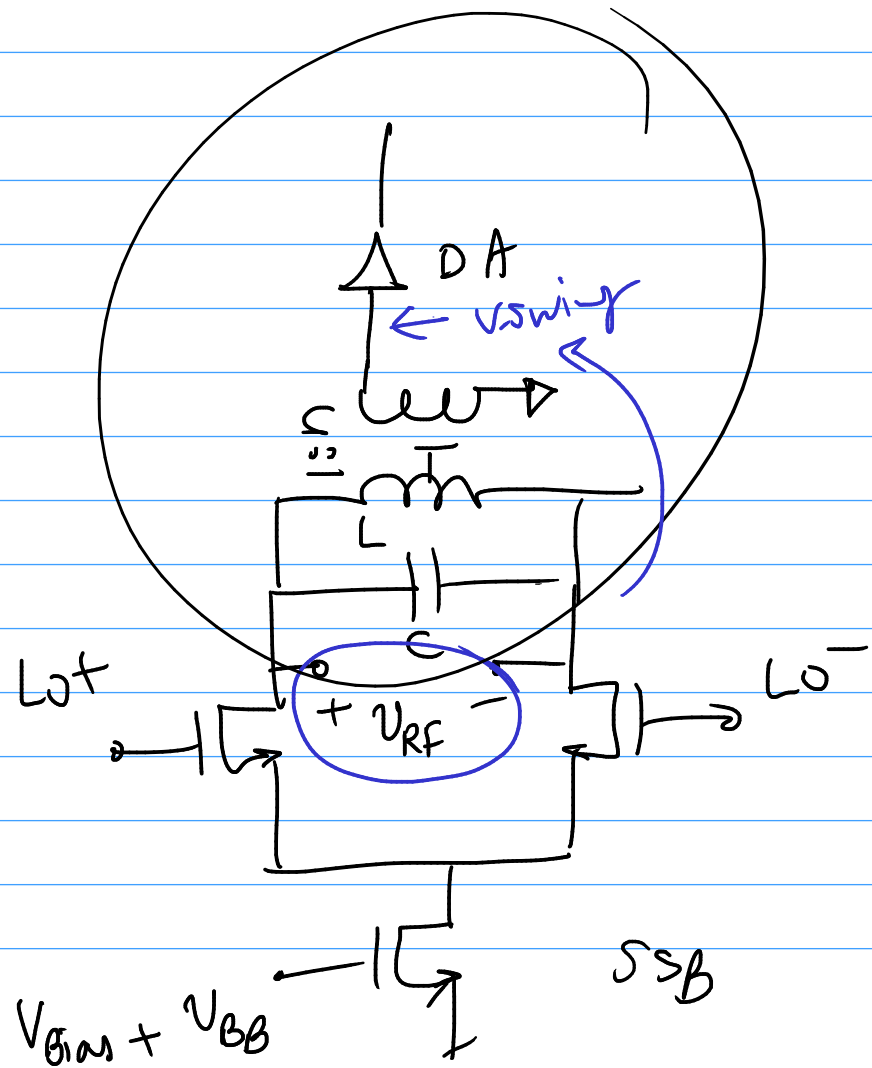 DA
← vswing
L
C
LO+
LO-
+ VRF -
SSB
VBias + VBB